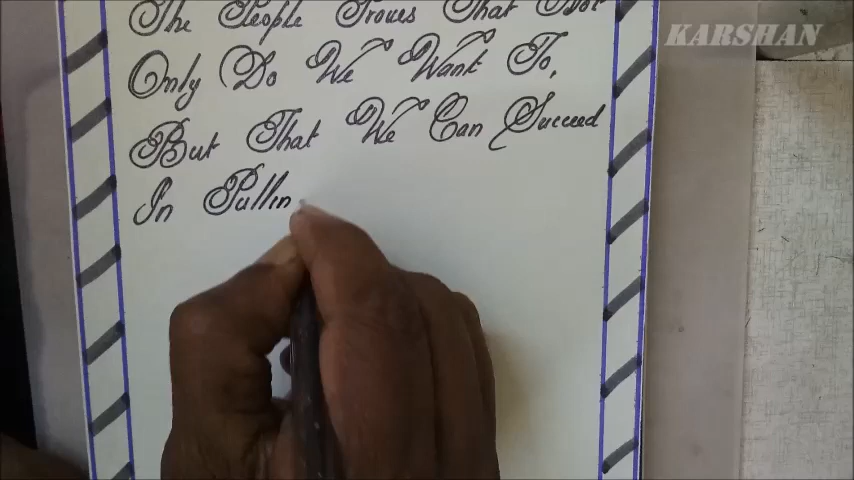 The People Proves That Not
Only Do We Want To,
But That We Can Succeed
In Pullin
KARSHAN